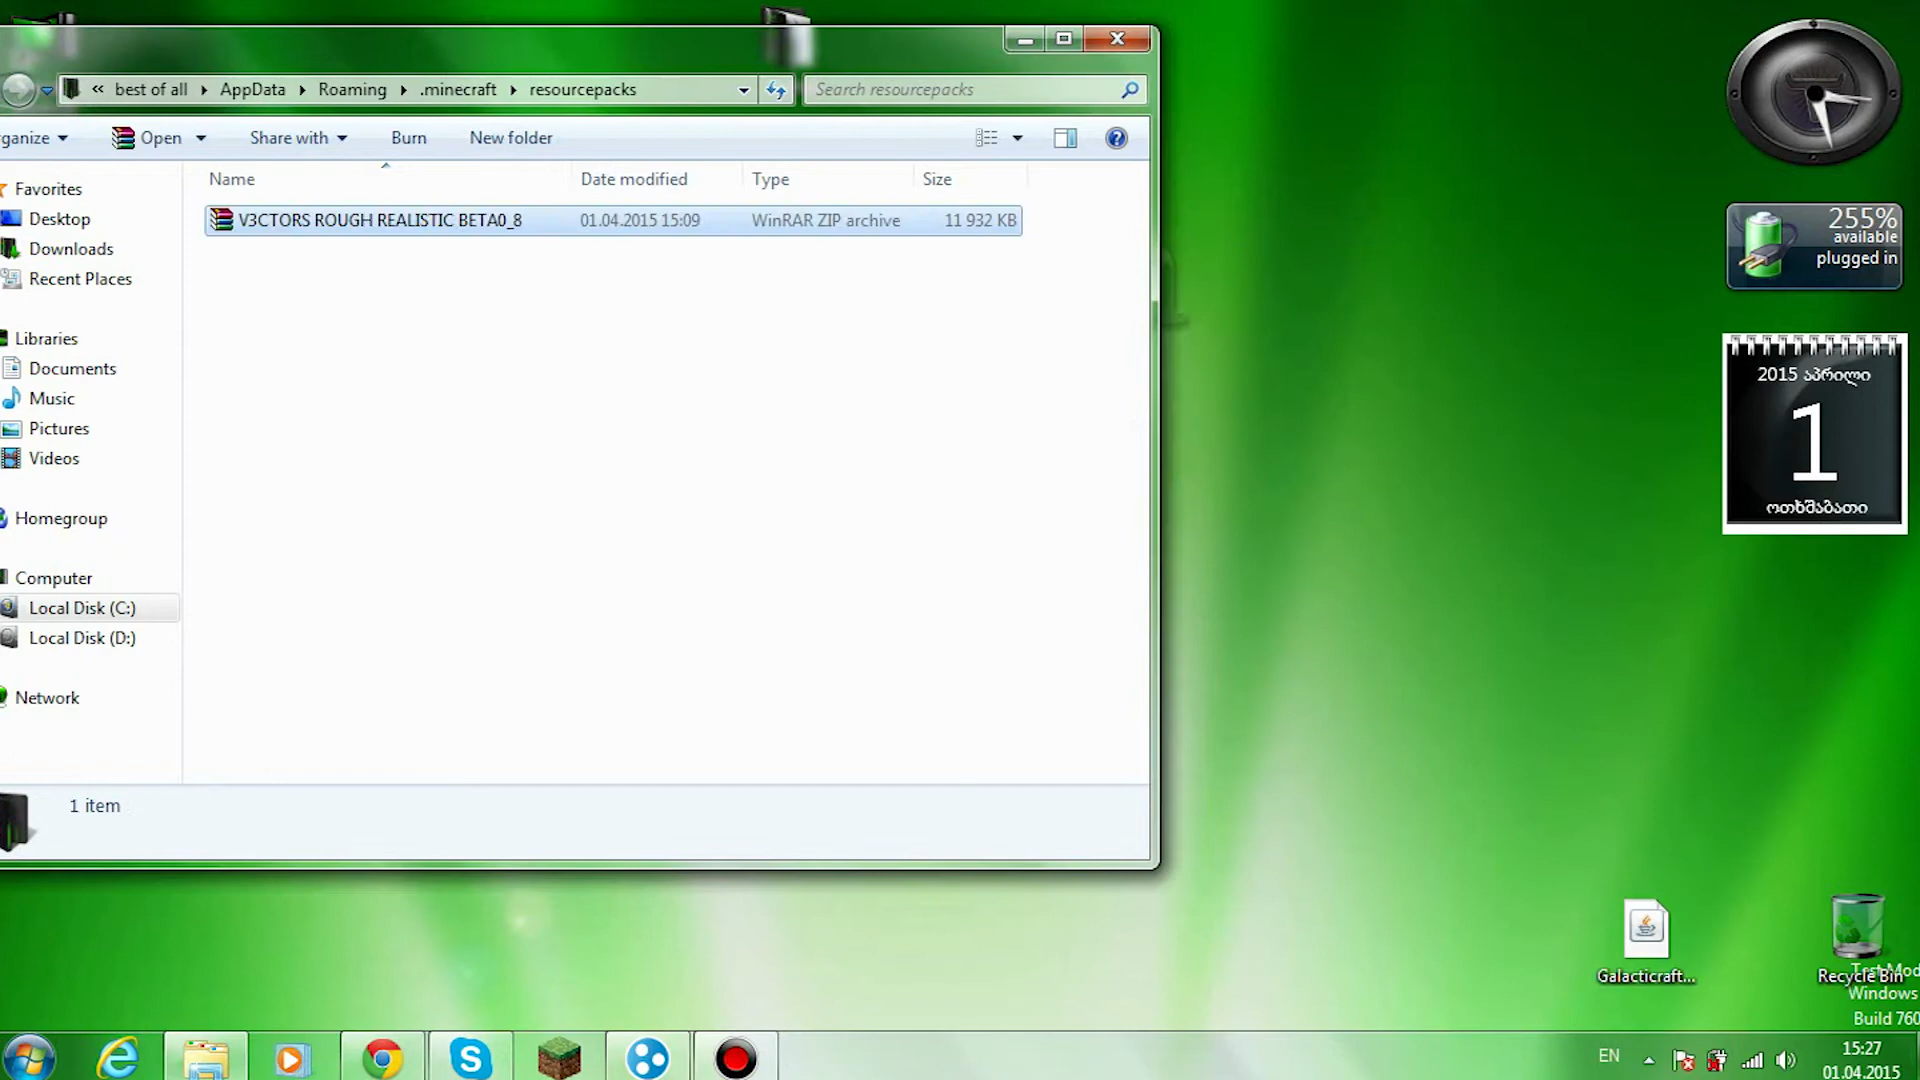 « best of all ▸ AppData ▸ Roaming ▸ .minecraft ▸ resourcepacks
Search resourcepacks
rganize
Open
Share with
Burn
New folder
Name
Date modified
Type
Size
V3CTORS ROUGH REALISTIC BETA0_8
01.04.2015 15:09
WinRAR ZIP archive
11 932 KB
Favorites
Desktop
Downloads
Recent Places
Libraries
Documents
Music
Pictures
Videos
Homegroup
Computer
Local Disk (C:)
Local Disk (D:)
Network
1 item
255%
available
plugged in
2015 აპრილი
1
ოთხშაბათი
Galacticraft...
Recycle Bin
Test Mod
Windows
Build 760
EN
15:27
01.04.2015